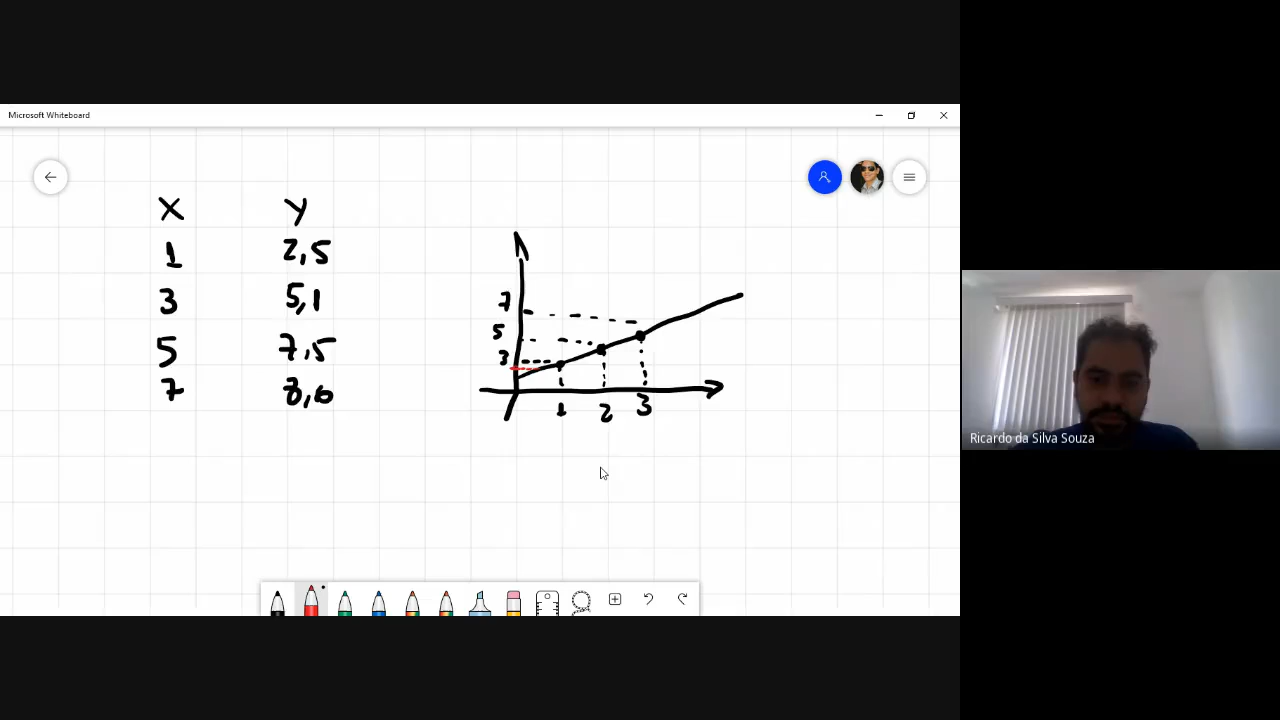 Microsoft Whiteboard
X Y
1 2,5
3 5,1
5 7,5
7 8,6
7
5
3
1 2 3
Ricardo da Silva Souza